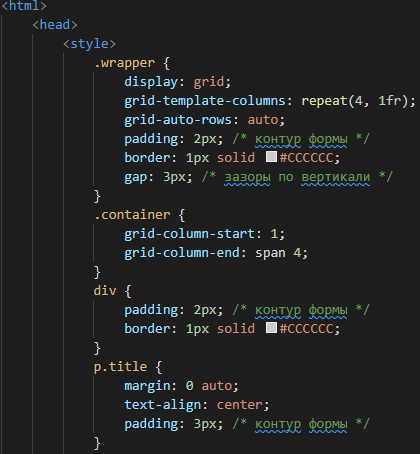 <html>
<head>
<style>
.wrapper {
display: grid;
grid-template-columns: repeat(4, 1fr);
grid-auto-rows: auto;
padding: 2px; /* контур формы */
border: 1px solid #CCCCCC;
gap: 3px; /* зазоры по вертикали */
}
.container {
grid-column-start: 1;
grid-column-end: span 4;
}
div {
padding: 2px; /* контур формы */
border: 1px solid #CCCCCC;
}
p.title {
margin: 0 auto;
text-align: center;
padding: 3px; /* контур формы */
}